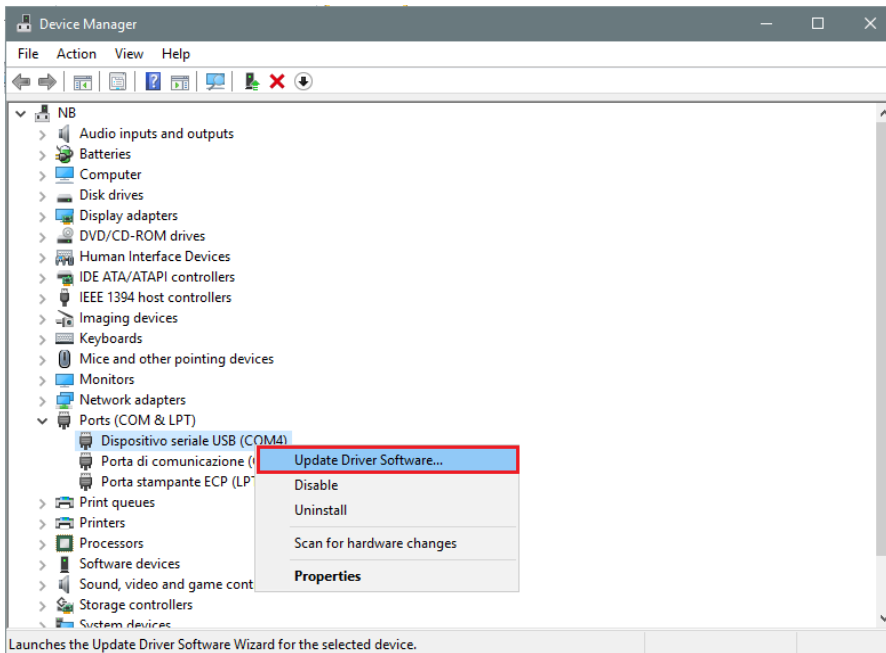 Device Manager
File Action View Help
NB
Audio inputs and outputs
Batteries
Computer
Disk drives
Display adapters
DVD/CD-ROM drives
Human Interface Devices
IDE ATA/ATAPI controllers
IEEE 1394 host controllers
Imaging devices
Keyboards
Mice and other pointing devices
Monitors
Network adapters
Ports (COM & LPT)
Dispositivo seriale USB (COM4)
Porta di comunicazione (
Porta stampante ECP (LPT
Print queues
Printers
Processors
Software devices
Sound, video and game cont
Storage controllers
System devices
Update Driver Software...
Disable
Uninstall
Scan for hardware changes
Properties
Launches the Update Driver Software Wizard for the selected device.